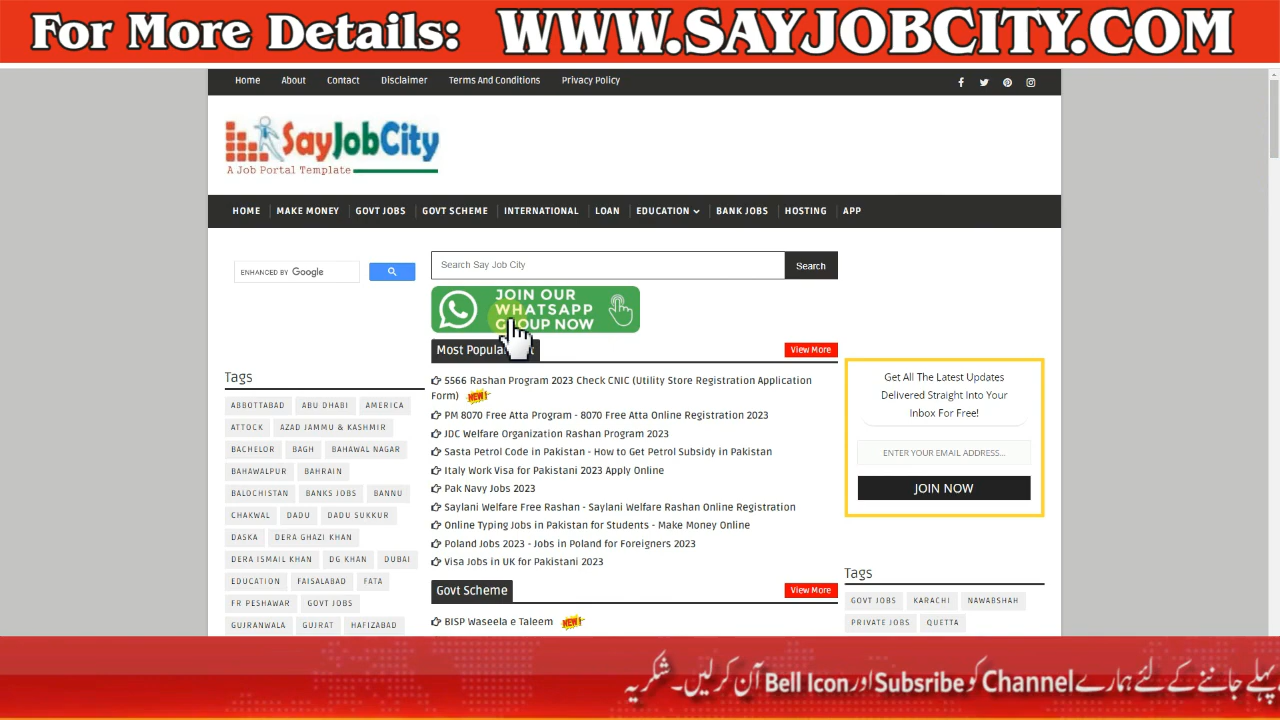 For More Details: WWW.SAYJOBCITY.COM
Home About Contact Disclaimer Terms And Conditions Privacy Policy
SayJobCity
A Job Portal Template
HOME MAKE MONEY GOVT JOBS GOVT SCHEME INTERNATIONAL LOAN EDUCATION BANK JOBS HOSTING APP
ENHANCED BY Google
Search Say Job City Search
JOIN OUR
WHATSAPP
GROUP NOW
Most Popular View More
5566 Rashan Program 2023 Check CNIC (Utility Store Registration Application
Form) NEW!
PM 8070 Free Atta Program - 8070 Free Atta Online Registration 2023
JDC Welfare Organization Rashan Program 2023
Sasta Petrol Code in Pakistan - How to Get Petrol Subsidy in Pakistan
Italy Work Visa for Pakistani 2023 Apply Online
Pak Navy Jobs 2023
Saylani Welfare Free Rashan - Saylani Welfare Rashan Online Registration
Online Typing Jobs in Pakistan for Students - Make Money Online
Poland Jobs 2023 - Jobs in Poland for Foreigners 2023
Visa Jobs in UK for Pakistani 2023
Govt Scheme View More
BISP Waseela e Taleem NEW!
Tags
ABBOTTABAD ABU DHABI AMERICA
ATTOCK AZAD JAMMU & KASHMIR
BACHELOR BAGH BAHAWAL NAGAR
BAHAWALPUR BAHRAIN
BALOCHISTAN BANKS JOBS BANNU
CHAKWAL DADU DADU SUKKUR
DASKA DERA GHAZI KHAN
DERA ISMAIL KHAN DG KHAN DUBAI
EDUCATION FAISALABAD FATA
FR PESHAWAR GOVT JOBS
GUJRANWALA GUJRAT HAFIZABAD
Get All The Latest Updates
Delivered Straight Into Your
Inbox For Free!
ENTER YOUR EMAIL ADDRESS...
JOIN NOW
Tags
GOVT JOBS KARACHI NAWABSHAH
PRIVATE JOBS QUETTA
پہلے جاننے کے لئے ہمارے Channel کو Subsribe اور Bell Icon آن کرلیں۔ شکریہ